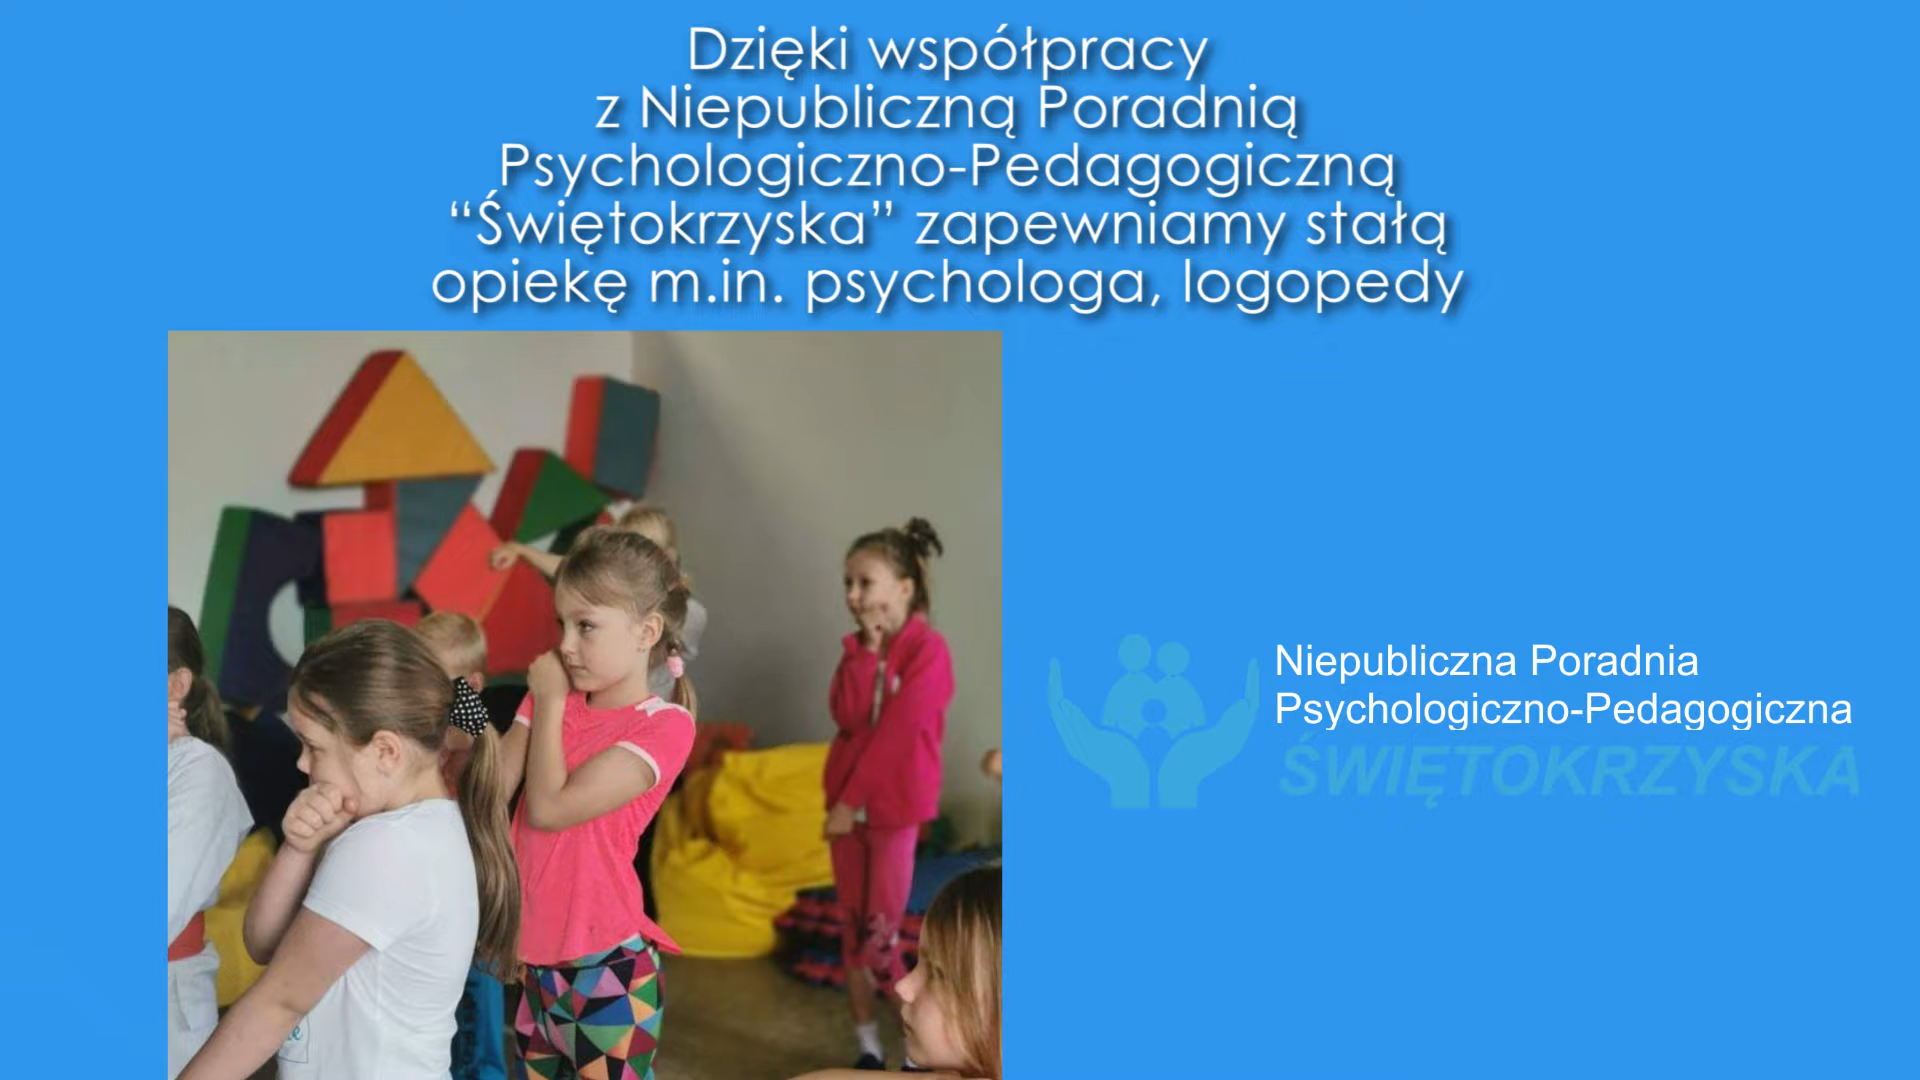 Dzięki współpracy
z Niepubliczną Poradnią
Psychologiczno-Pedagogiczną
“Świętokrzyska” zapewniamy stałą
opiekę m.in. psychologa, logopedy
Niepubliczna Poradnia
Psychologiczno-Pedagogiczna
ŚWIĘTOKRZYSKA